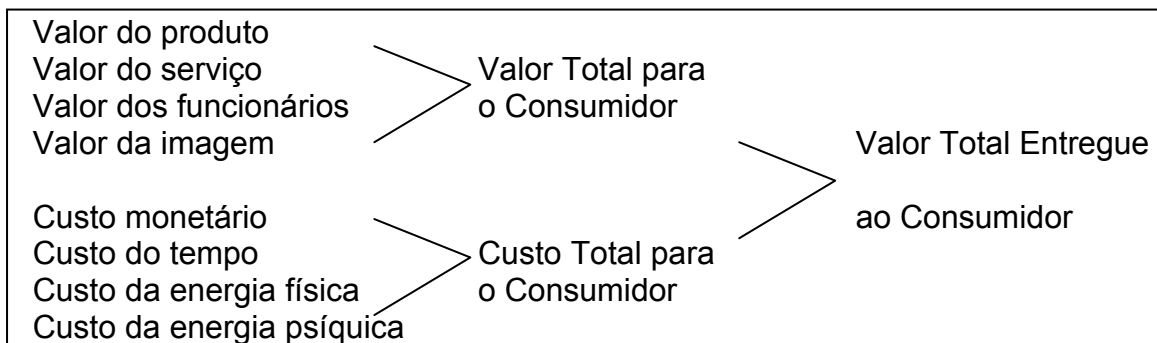 Valor do produto
Valor do serviço
Valor dos funcionários
Valor da imagem
Valor Total para
o Consumidor
Custo monetário
Custo do tempo
Custo da energia física
Custo da energia psíquica
Custo Total para
o Consumidor
Valor Total Entregue
ao Consumidor